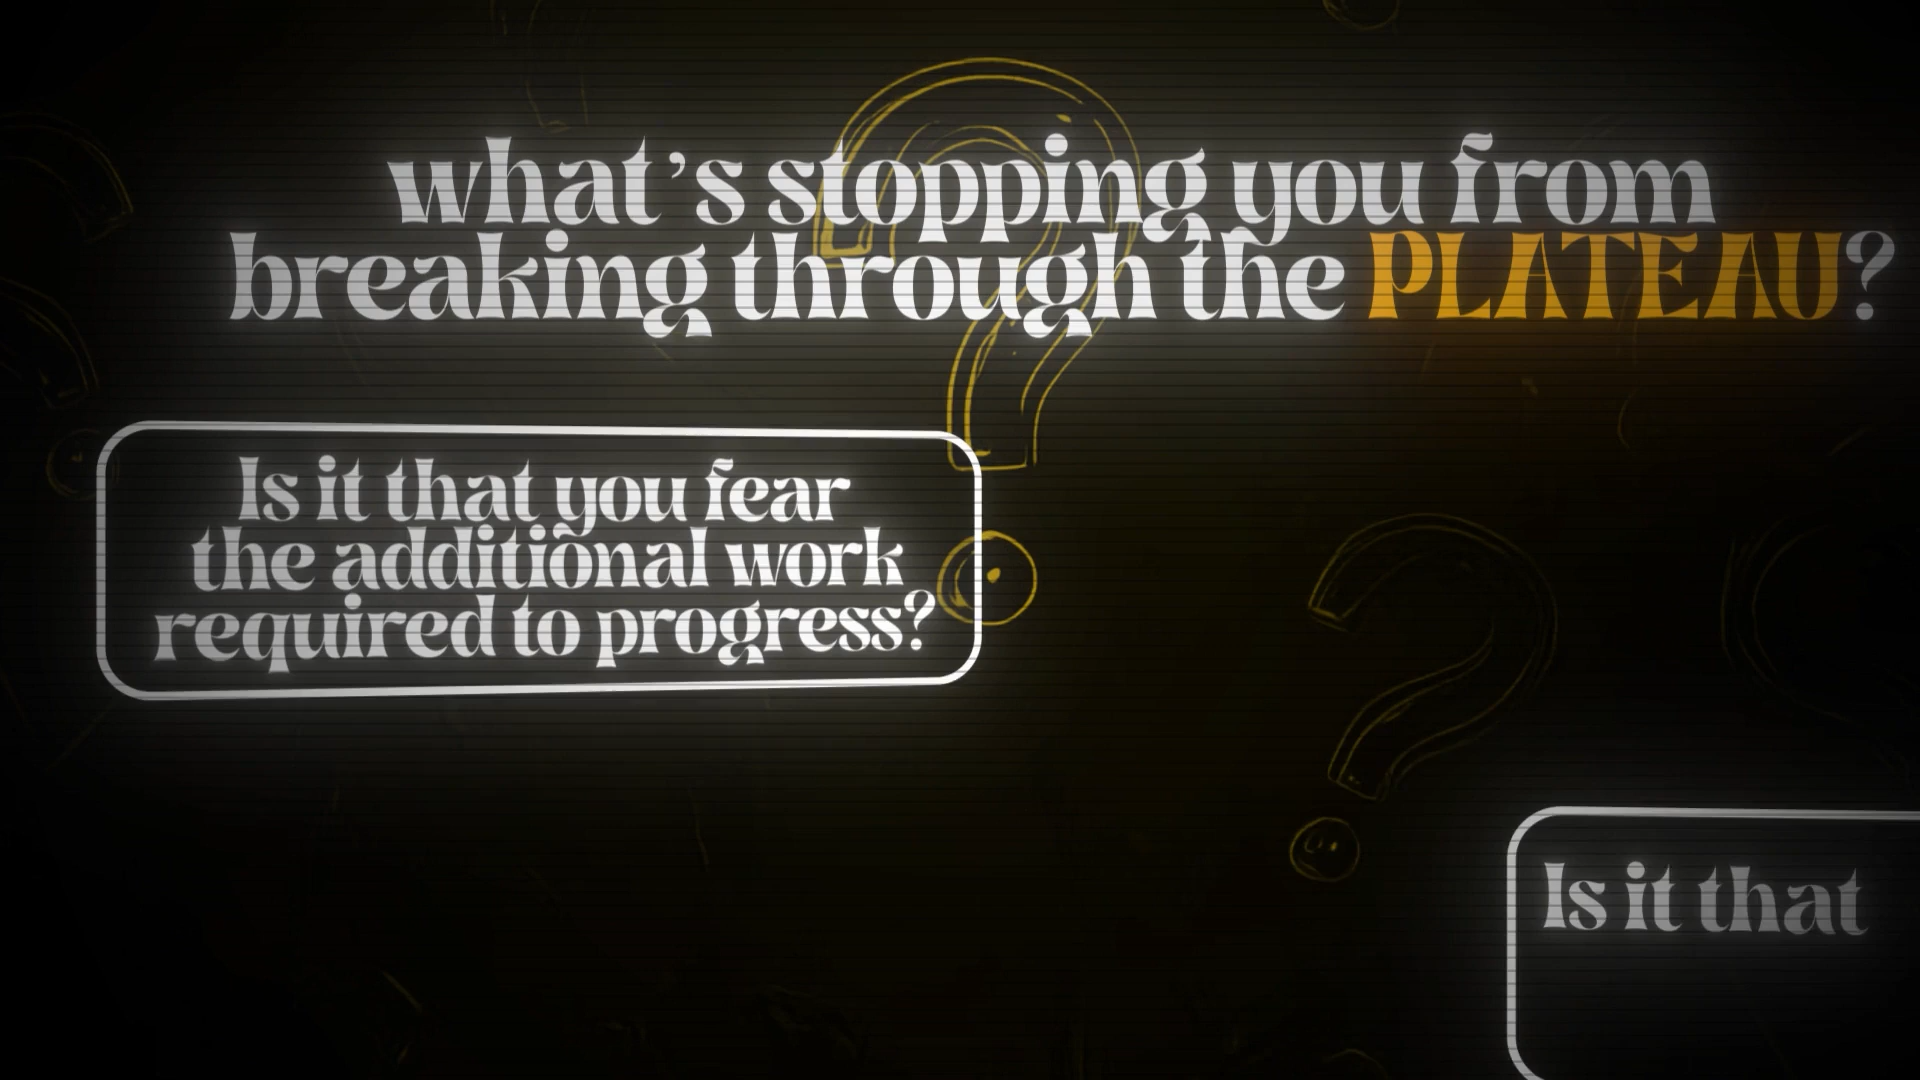 what's stopping you from
breaking through the PLATEAU?
Is it that you fear
the additional work
required to progress?
Is it that